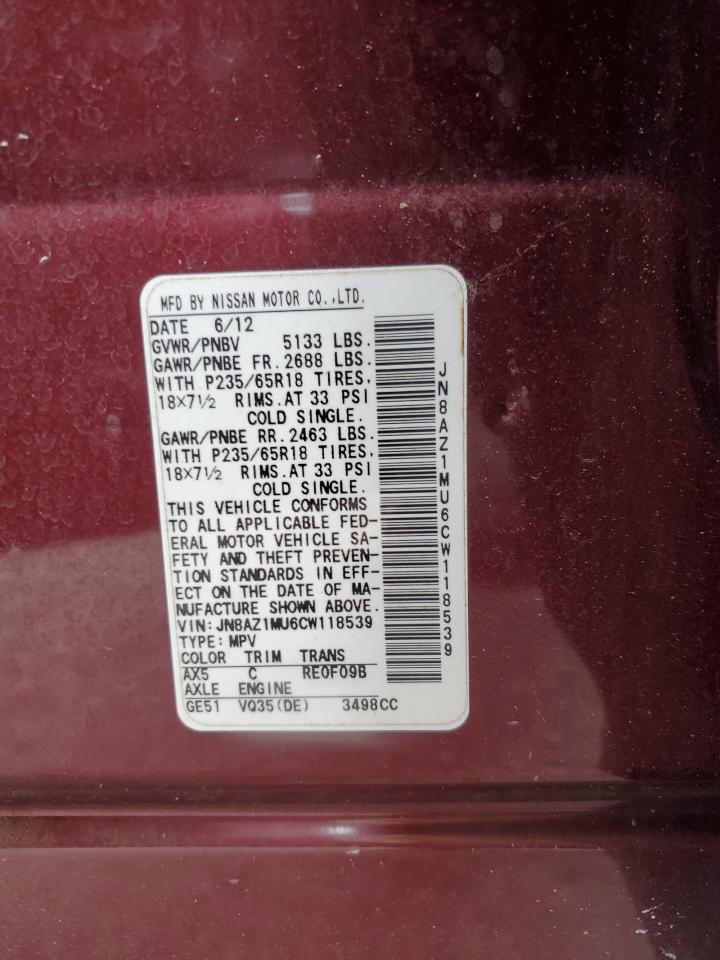 MFD BY NISSAN MOTOR CO.,LTD.
DATE 6/12
GVWR/PNBV 5133 LBS.
GAWR/PNBE FR.2688 LBS.
WITH P235/65R18 TIRES,
18×7½ RIMS.AT 33 PSI
COLD SINGLE.
GAWR/PNBE RR.2463 LBS.
WITH P235/65R18 TIRES,
18×7½ RIMS.AT 33 PSI
COLD SINGLE.
THIS VEHICLE CONFORMS
TO ALL APPLICABLE FED-
ERAL MOTOR VEHICLE SA-
FETY AND THEFT PREVEN-
TION STANDARDS IN EFF-
ECT ON THE DATE OF MA-
NUFACTURE SHOWN ABOVE.
VIN:JN8AZ1MU6CW118539
TYPE:MPV
COLOR TRIM TRANS
AX5 C RE0F09B
AXLE ENGINE
GE51 VQ35(DE) 3498CC
JN8AZ1MU6CW118539